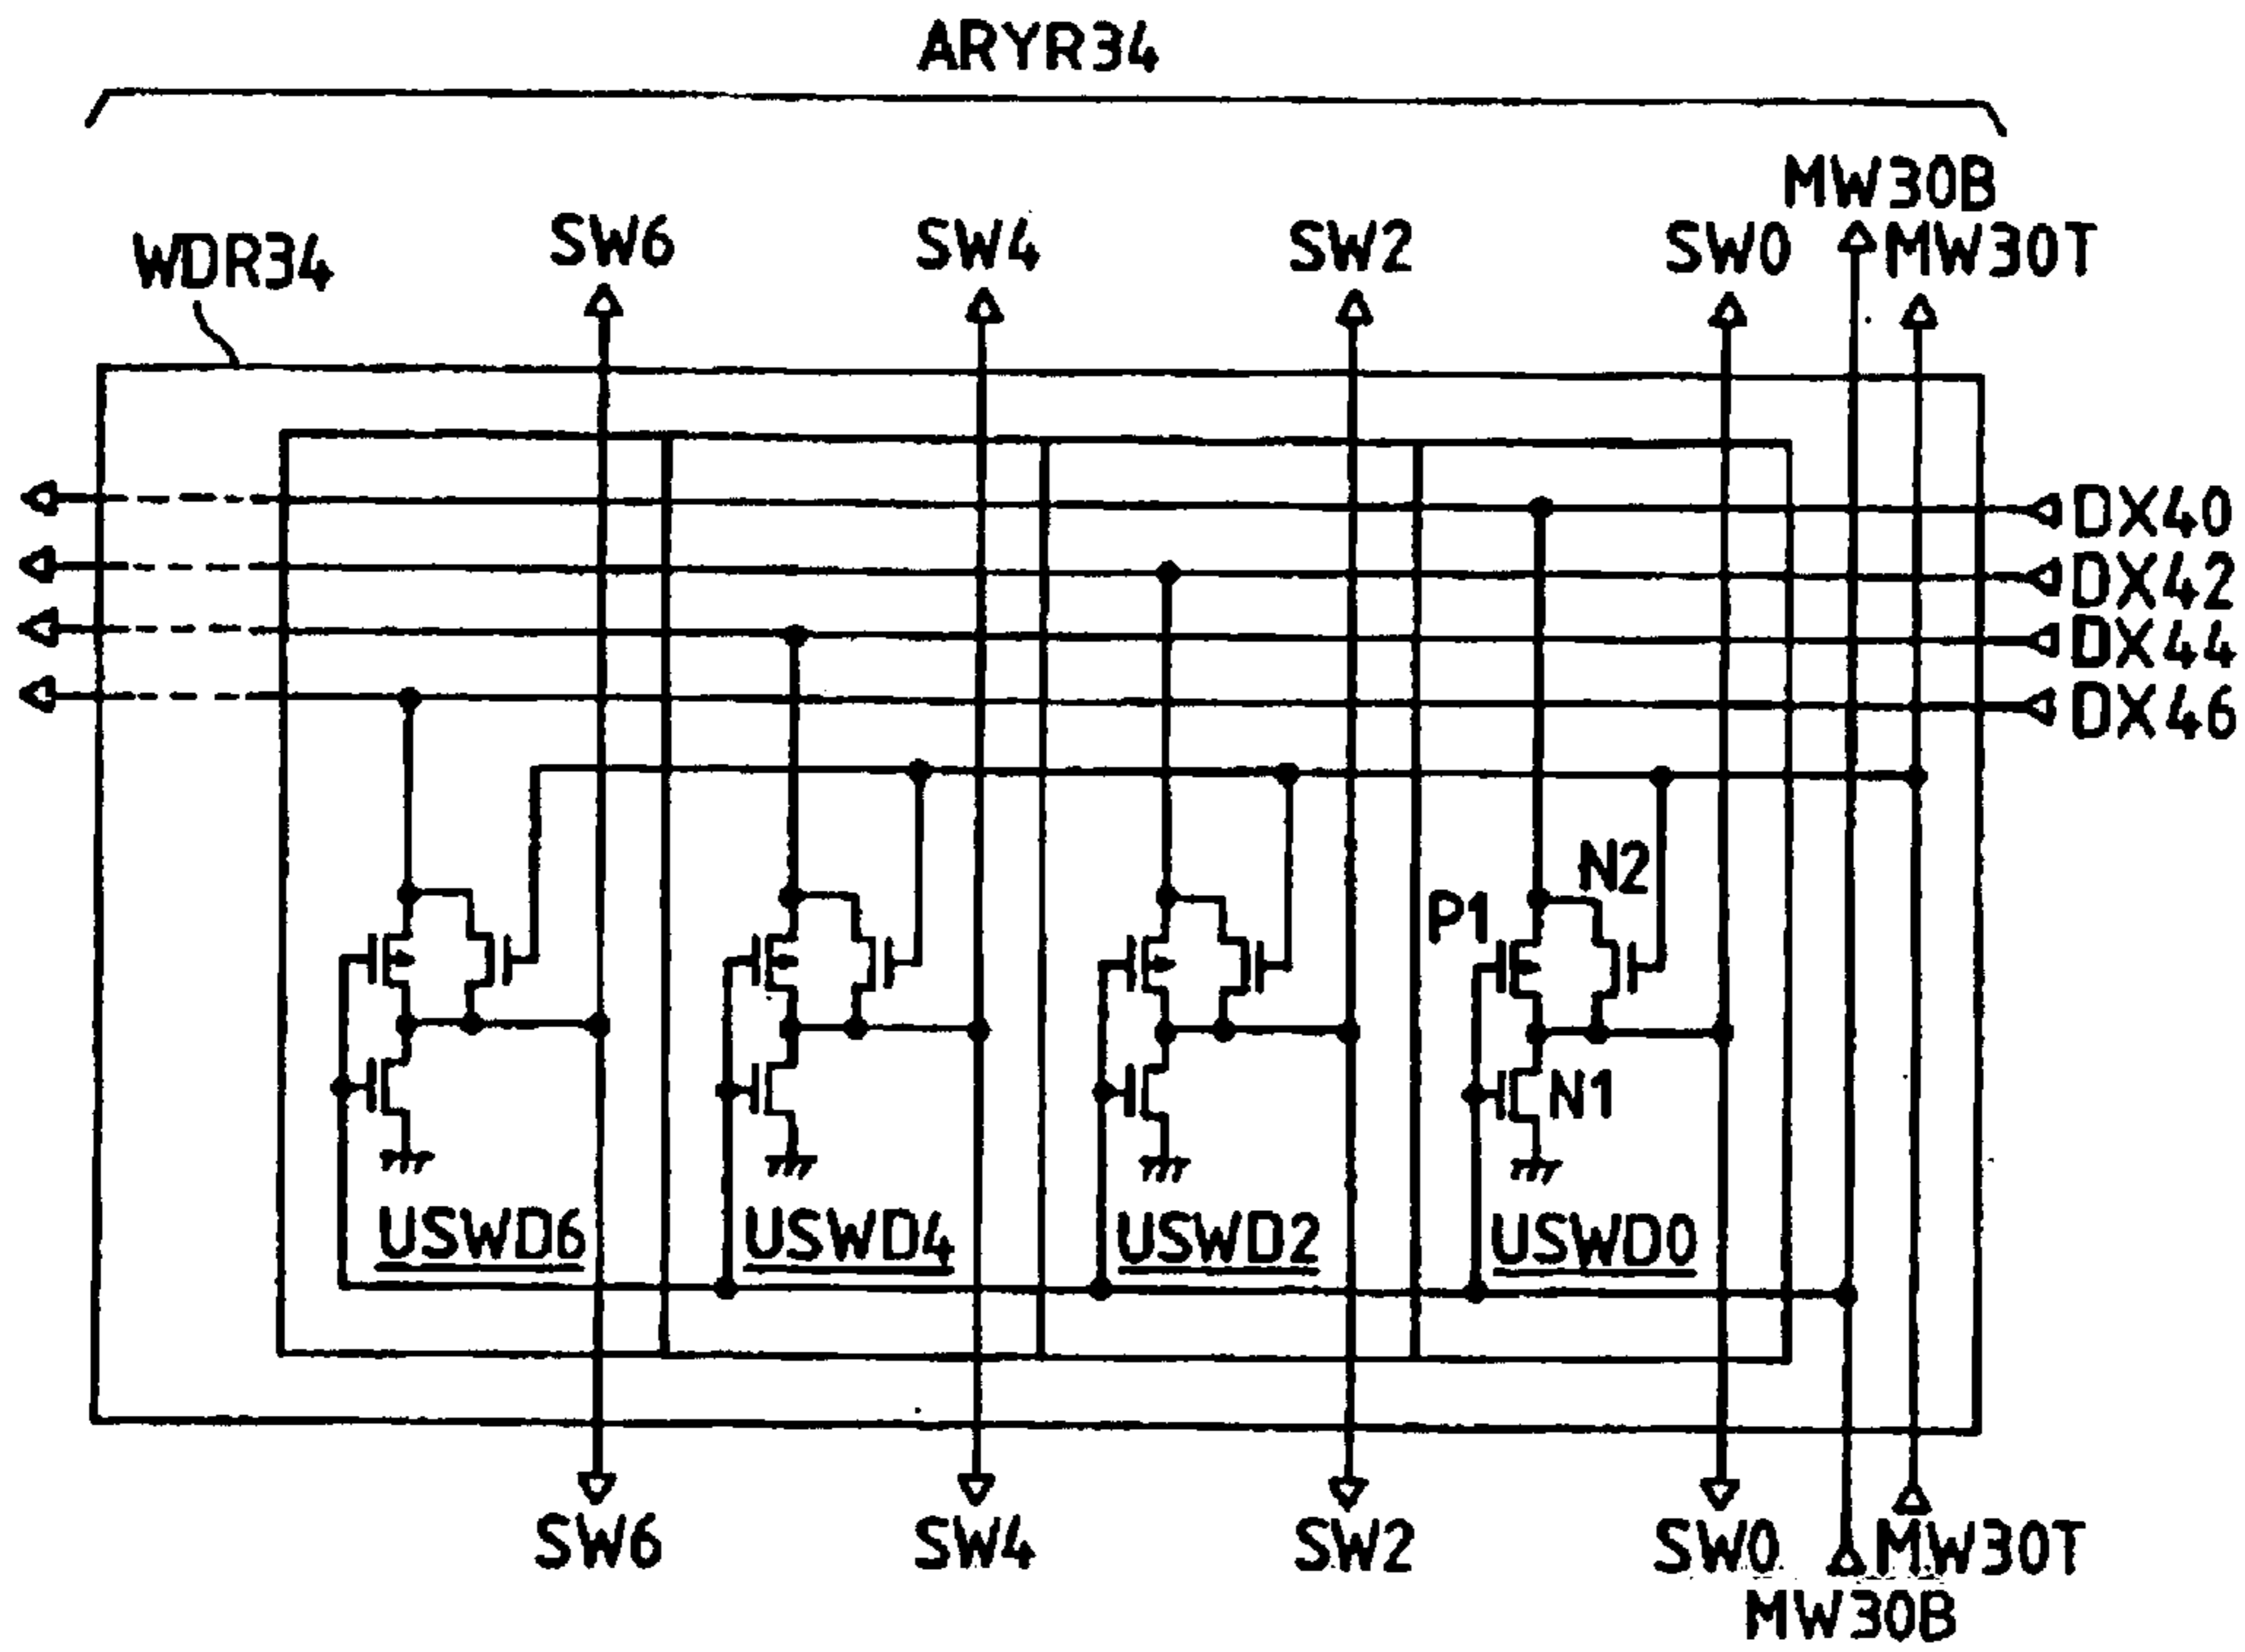 ARYR34
MW30B
WDR34
SW6
SW4
SW2
SW0
MW30T
DX40
DX42
DX44
DX46
N2
P1
N1
USWD6
USWD4
USWD2
USWD0
SW6
SW4
SW2
SW0
MW30T
MW30B